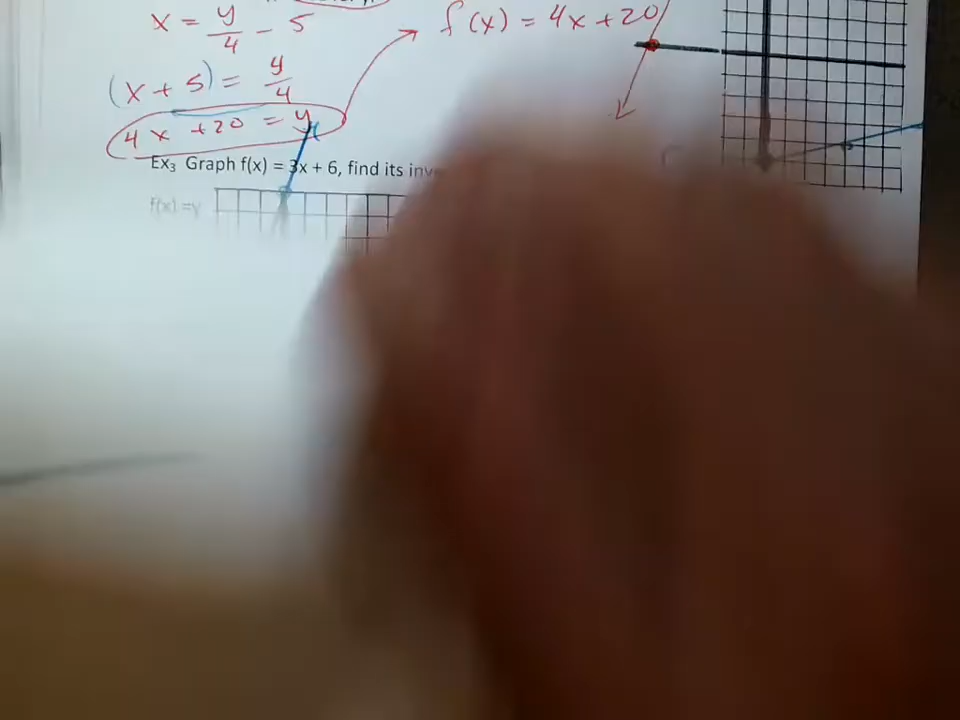 x = y/4 - 5
f(x) = 4x + 20
(x + 5) = y/4
4x + 20 = y
Ex3 Graph f(x) = 3x + 6, find its inv
f(x) =y